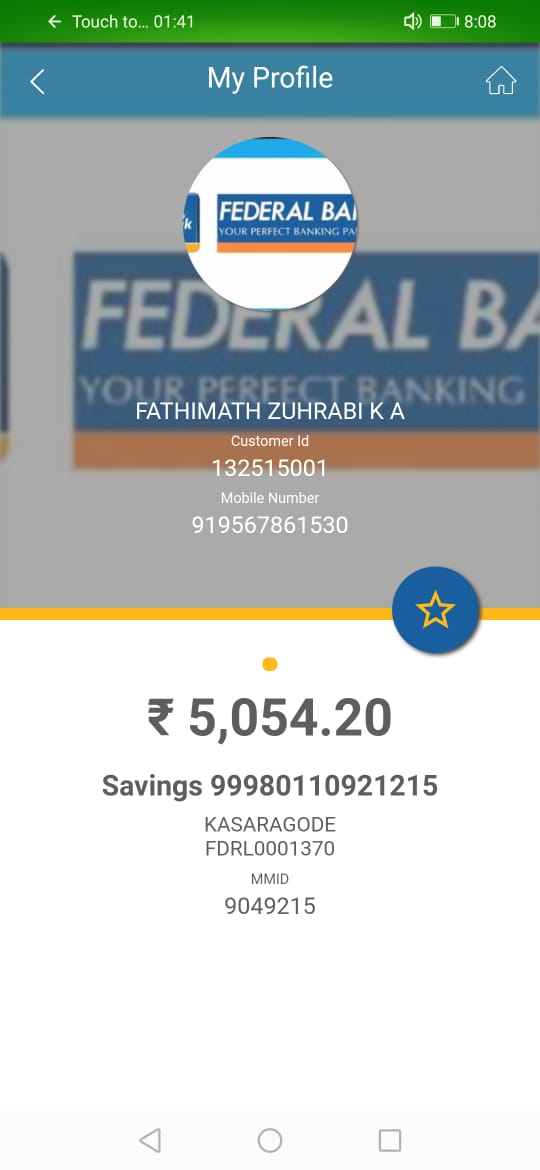 Touch to... 01:41 8:08
My Profile
k FEDERAL BA
YOUR PERFECT BANKING PA
FEDERAL BA
YOUR PERFECT BANKING
FATHIMATH ZUHRABI K A
Customer Id
132515001
Mobile Number
919567861530
₹ 5,054.20
Savings 99980110921215
KASARAGODE
FDRL0001370
MMID
9049215